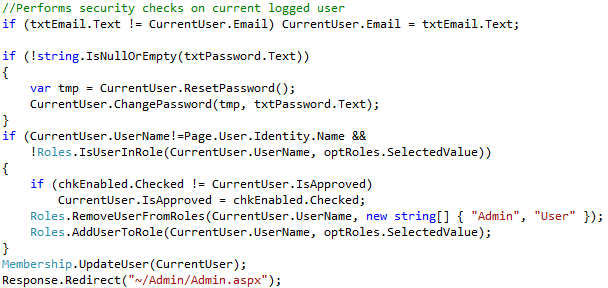 //Performs security checks on current logged user
if (txtEmail.Text != CurrentUser.Email) CurrentUser.Email = txtEmail.Text;

if (!string.IsNullOrEmpty(txtPassword.Text))
{
    var tmp = CurrentUser.ResetPassword();
    CurrentUser.ChangePassword(tmp, txtPassword.Text);
}
if (CurrentUser.UserName!=Page.User.Identity.Name &&
    !Roles.IsUserInRole(CurrentUser.UserName, optRoles.SelectedValue))
{
    if (chkEnabled.Checked != CurrentUser.IsApproved)
        CurrentUser.IsApproved = chkEnabled.Checked;
    Roles.RemoveUserFromRoles(CurrentUser.UserName, new string[] { "Admin", "User" });
    Roles.AddUserToRole(CurrentUser.UserName, optRoles.SelectedValue);
}
Membership.UpdateUser(CurrentUser);
Response.Redirect("~/Admin/Admin.aspx");